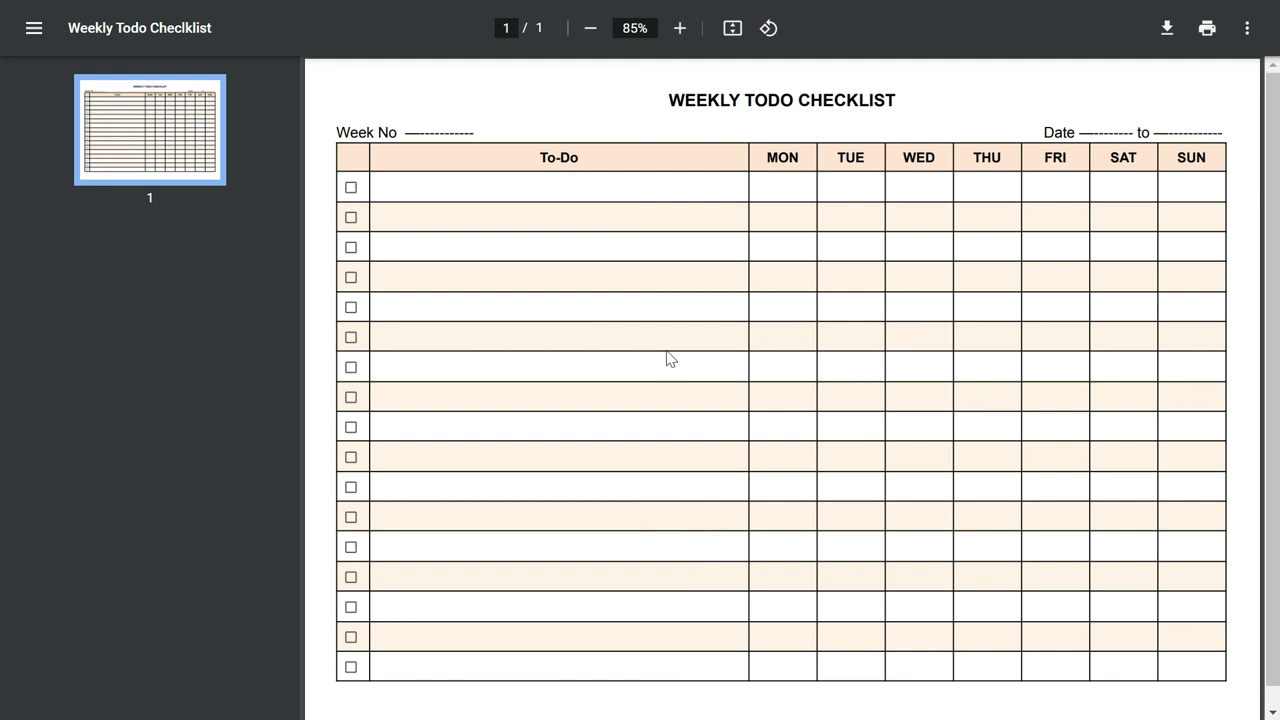 Weekly Todo Checlklist
1 / 1
85%
1
WEEKLY TODO CHECKLIST
Week No —------------ Date —---------- to —-------------
To-Do MON TUE WED THU FRI SAT SUN